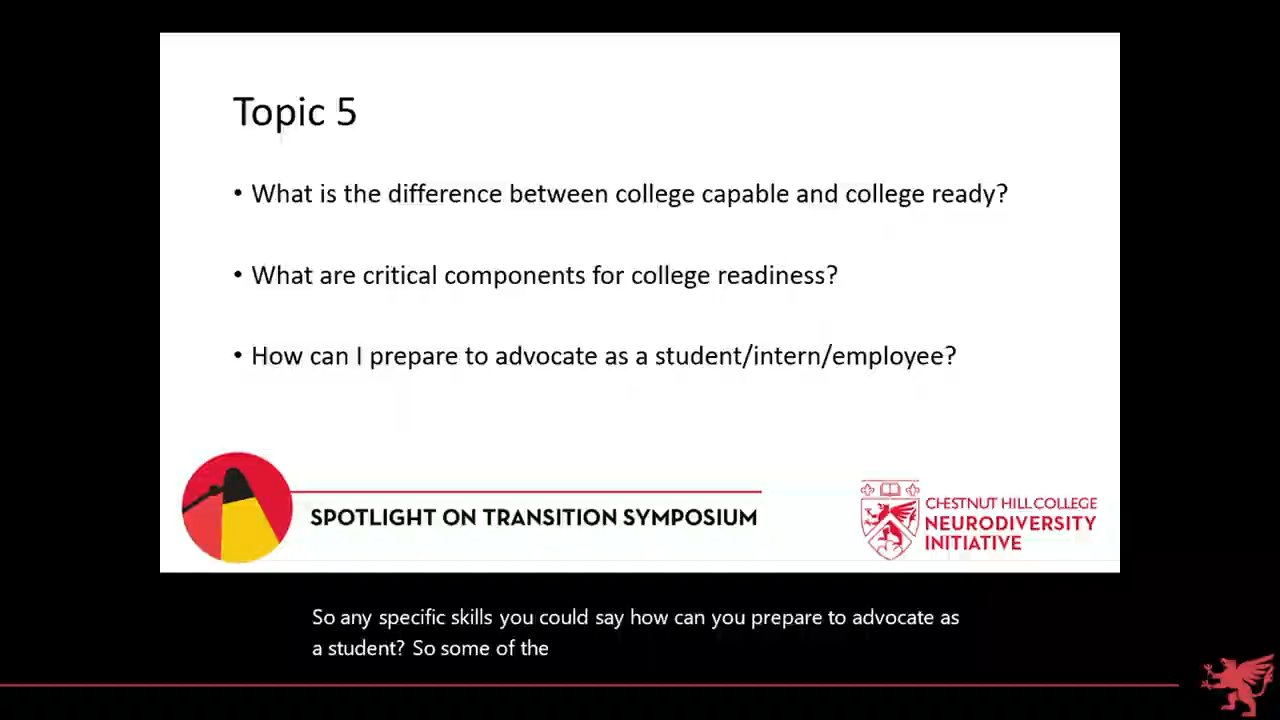 Topic 5
• What is the difference between college capable and college ready?
• What are critical components for college readiness?
• How can I prepare to advocate as a student/intern/employee?
SPOTLIGHT ON TRANSITION SYMPOSIUM
CHESTNUT HILL COLLEGE
NEURODIVERSITY
INITIATIVE
So any specific skills you could say how can you prepare to advocate as
a student? So some of the